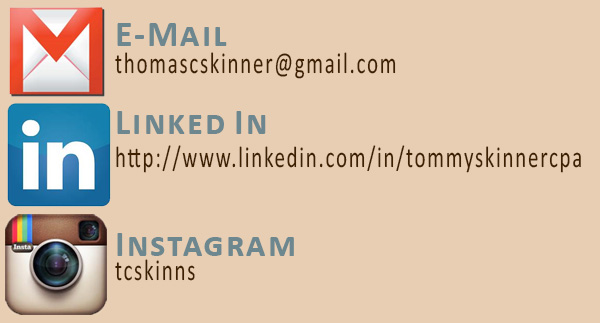 E-Mail
thomascskinner@gmail.com
in
Linked In
http://www.linkedin.com/in/tommyskinnercpa
Insta
Instagram
tcskinns